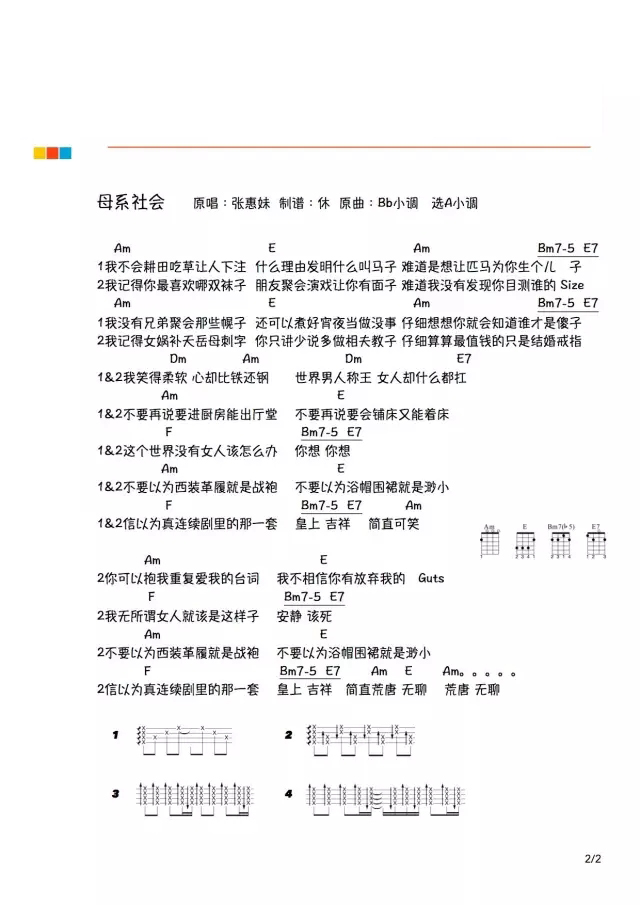 母系社会 原唱：张惠妹 制谱：休 原曲：Bb小调 选A小调
Am E Am Bm7-5 E7
1我不会耕田吃草让人下注 什么理由发明什么叫马子 难道是想让匹马为你生个儿 子
2我记得你最喜欢哪双袜子 朋友聚会演戏让你有面子 难道我没有发现你目测谁的 Size
Am E Am Bm7-5 E7
1我没有兄弟聚会那些幌子 还可以煮好宵夜当做没事 仔细想想你就会知道谁才是傻子
2我记得女娲补天岳母刺字 你只讲少说多做相夫教子 仔细算算最值钱的只是结婚戒指
Dm Am Dm E7
1&2我笑得柔软 心却比铁还钢 世界男人称王 女人却什么都扛
Am E
1&2不要再说要进厨房能出厅堂 不要再说要会铺床又能着床
F Bm7-5 E7
1&2这个世界没有女人该怎么办 你想 你想
Am E
1&2不要以为西装革履就是战袍 不要以为浴帽围裙就是渺小
F Bm7-5 E7 Am
1&2信以为真连续剧里的那一套 皇上 吉祥 简直可笑
Am E Bm7(b5) E7
1 2 2 3 4 1 2 3 1 4 1 2 3
Am E
2你可以抱我重复爱我的台词 我不相信你有放弃我的 Guts
F Bm7-5 E7
2我无所谓女人就该是这样子 安静 该死
Am E
2不要以为西装革履就是战袍 不要以为浴帽围裙就是渺小
F Bm7-5 E7 Am E Am。。。。。
2信以为真连续剧里的那一套 皇上 吉祥 简直荒唐 无聊 荒唐 无聊
1 2
3 4
2/2